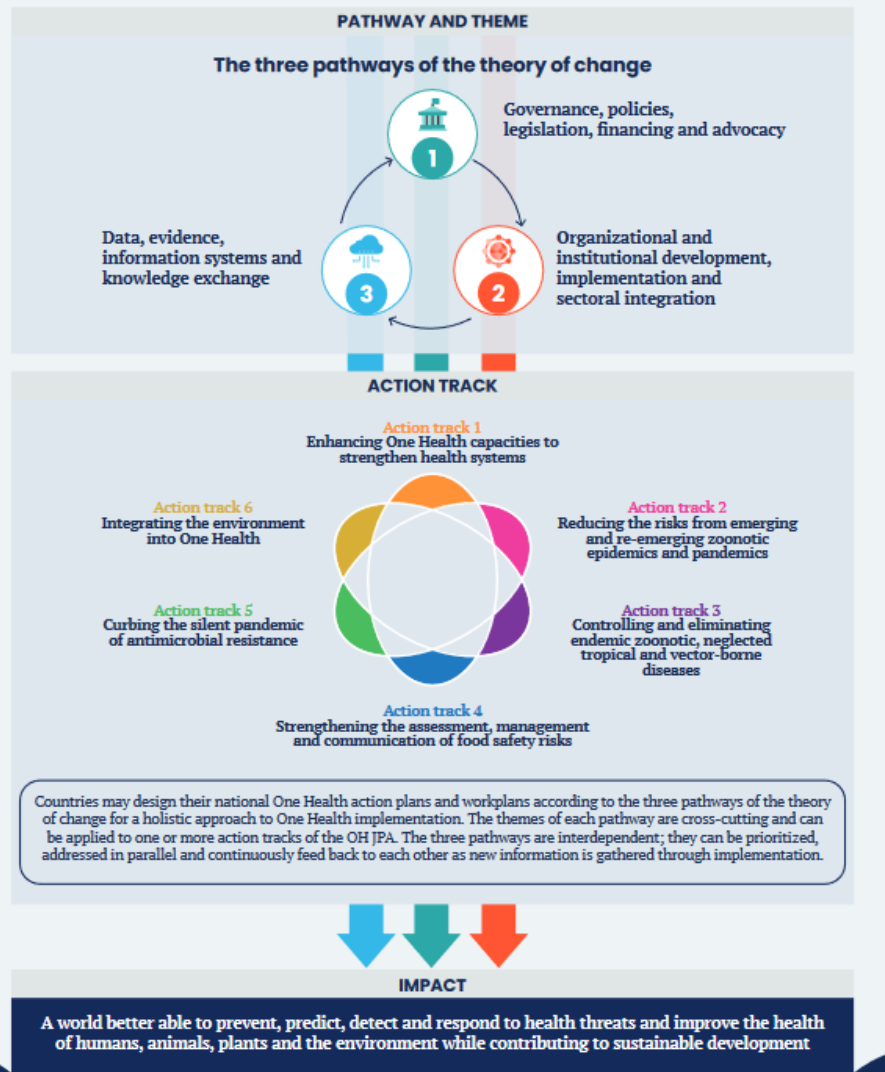 PATHWAY AND THEME
The three pathways of the theory of change
1
Governance, policies,
legislation, financing and advocacy
2
Organizational and
institutional development,
implementation and
sectoral integration
3
Data, evidence,
information systems and
knowledge exchange
ACTION TRACK
Action track 1
Enhancing One Health capacities to
strengthen health systems
Action track 2
Reducing the risks from emerging
and re-emerging zoonotic
epidemics and pandemics
Action track 3
Controlling and eliminating
endemic zoonotic, neglected
tropical and vector-borne
diseases
Action track 4
Strengthening the assessment, management
and communication of food safety risks
Action track 5
Curbing the silent pandemic
of antimicrobial resistance
Action track 6
Integrating the environment
into One Health
Countries may design their national One Health action plans and workplans according to the three pathways of the theory
of change for a holistic approach to One Health implementation. The themes of each pathway are cross-cutting and can
be applied to one or more action tracks of the OH JPA. The three pathways are interdependent; they can be prioritized,
addressed in parallel and continuously feed back to each other as new information is gathered through implementation.
IMPACT
A world better able to prevent, predict, detect and respond to health threats and improve the health
of humans, animals, plants and the environment while contributing to sustainable development